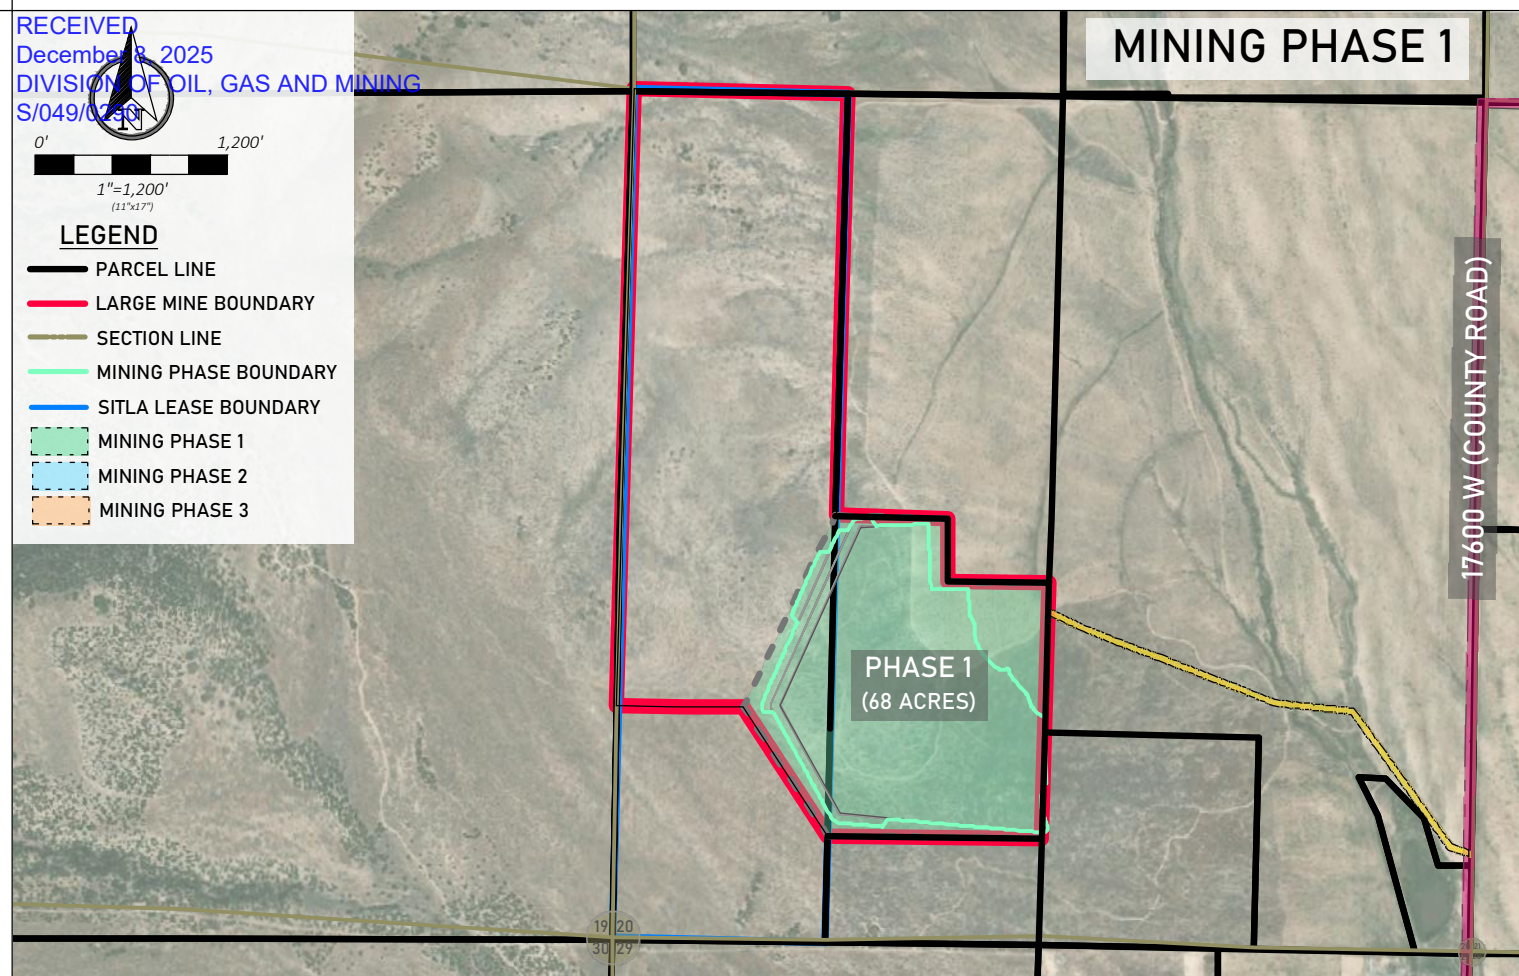 RECEIVED
December 8, 2025
DIVISION OF OIL, GAS AND MINING
S/049/0290
N
0' 1,200'
1"=1,200'
(11"x17")
LEGEND
PARCEL LINE
LARGE MINE BOUNDARY
SECTION LINE
MINING PHASE BOUNDARY
SITLA LEASE BOUNDARY
MINING PHASE 1
MINING PHASE 2
MINING PHASE 3
MINING PHASE 1
17600 W (COUNTY ROAD)
PHASE 1
(68 ACRES)
19 20
30 29
21